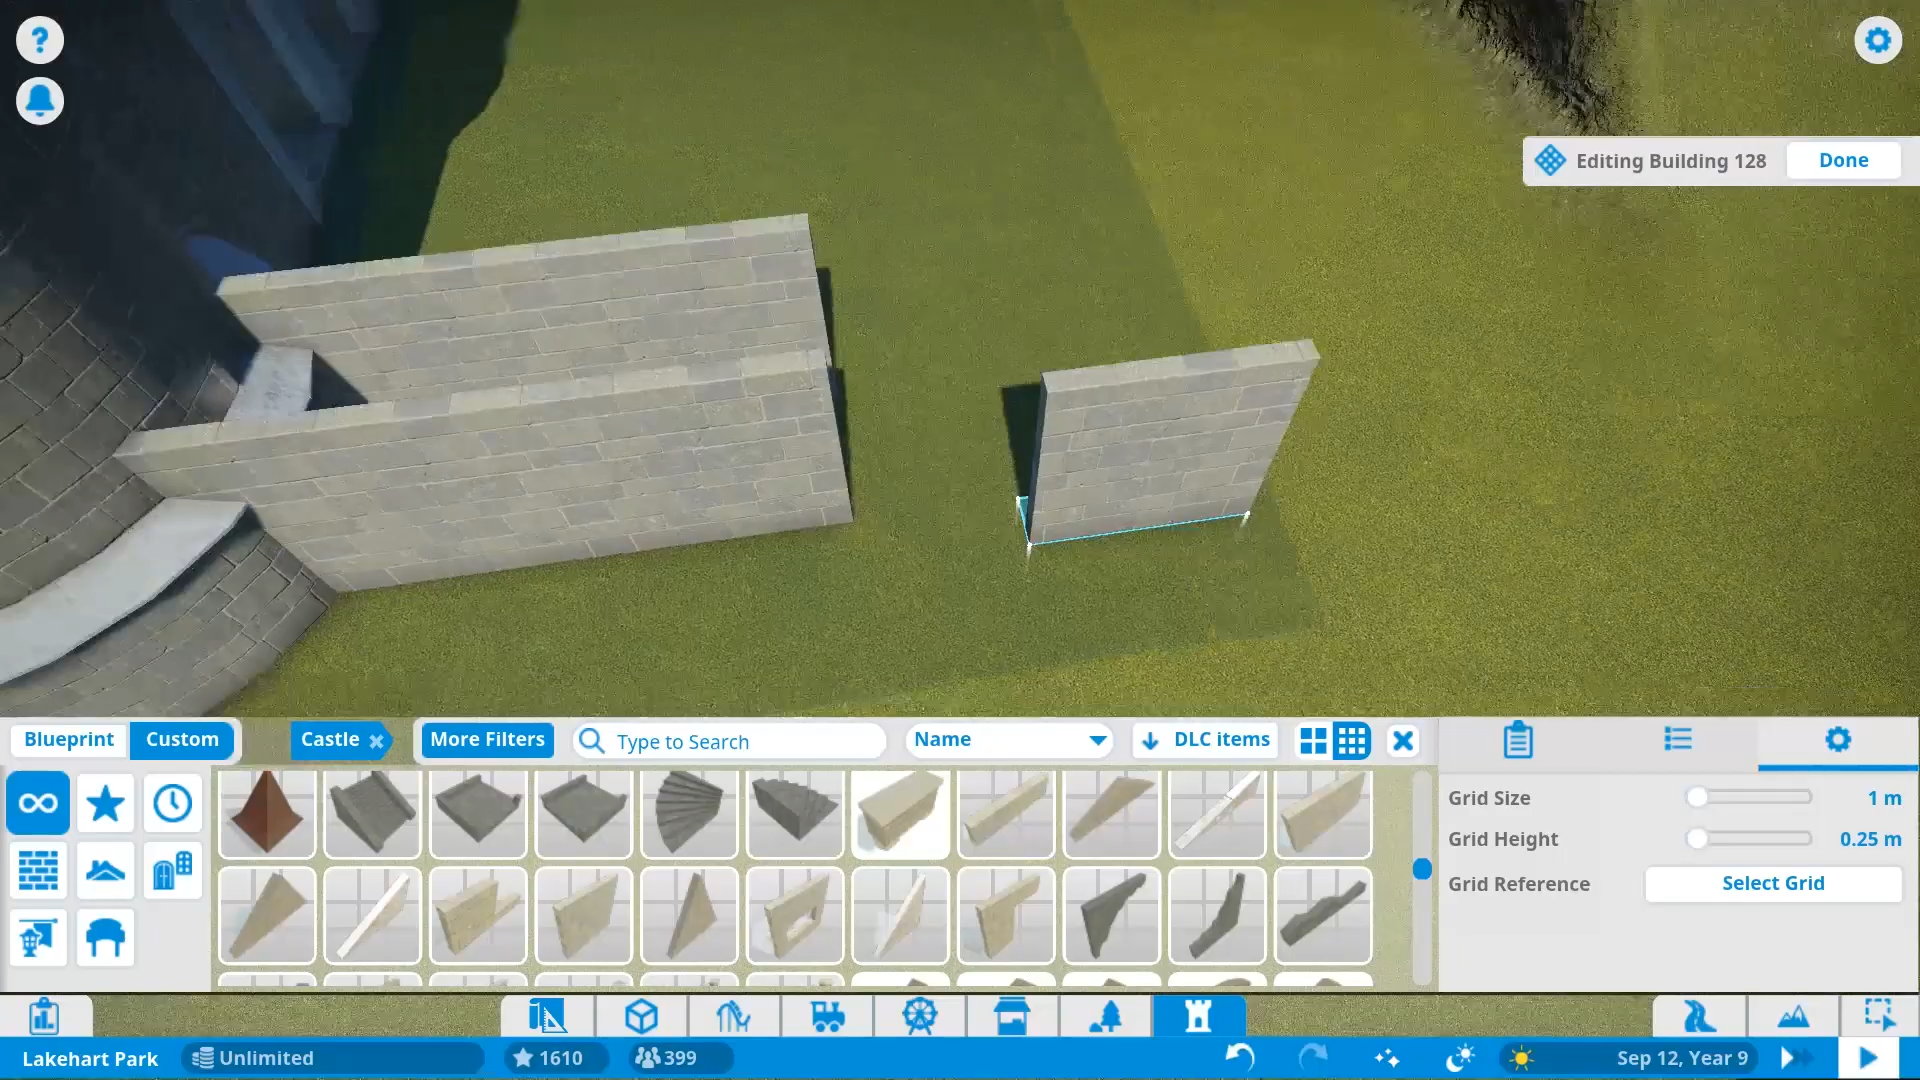 ?
Editing Building 128
Done
Blueprint
Custom
Castle
More Filters
Type to Search
Name
DLC items
Grid Size
1 m
Grid Height
0.25 m
Grid Reference
Select Grid
Lakehart Park
Unlimited
1610
399
Sep 12, Year 9